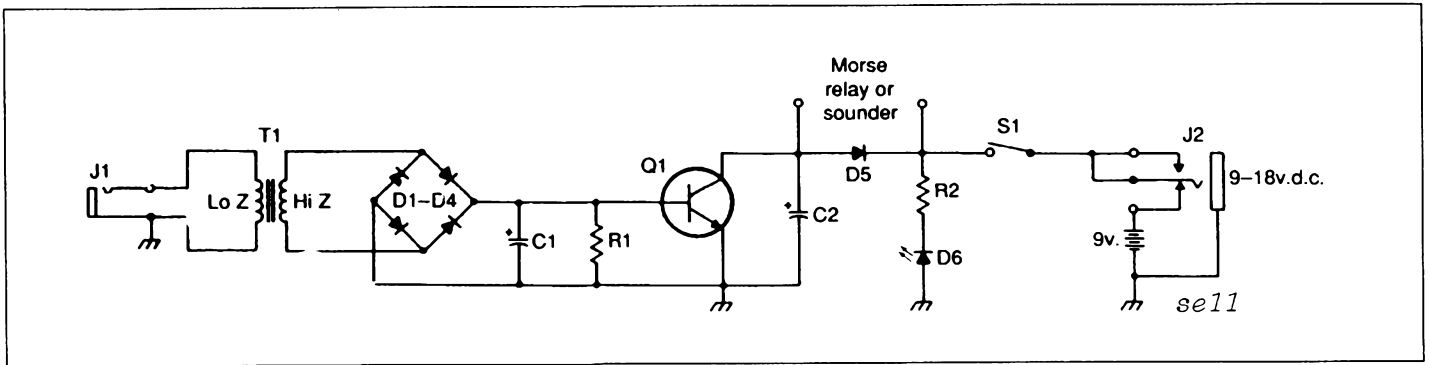 Morse
relay or
sounder
J1
T1
Lo Z
Hi Z
D1–D4
C1
R1
Q1
C2
D5
R2
D6
S1
J2
9–18v.d.c.
9v.
sell